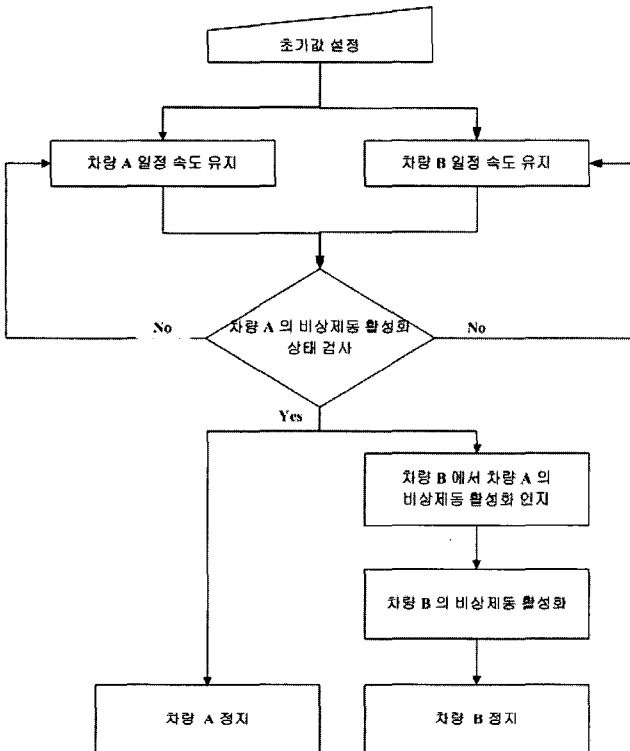 초기값 설정
차량 A 일정 속도 유지
차량 B 일정 속도 유지
No
차량 A 의 비상제동 활성화
상태 검사
No
Yes
차량 B 에서 차량 A 의
비상제동 활성화 인지
차량 B 의 비상제동 활성화
차량 A 정지
차량 B 정지